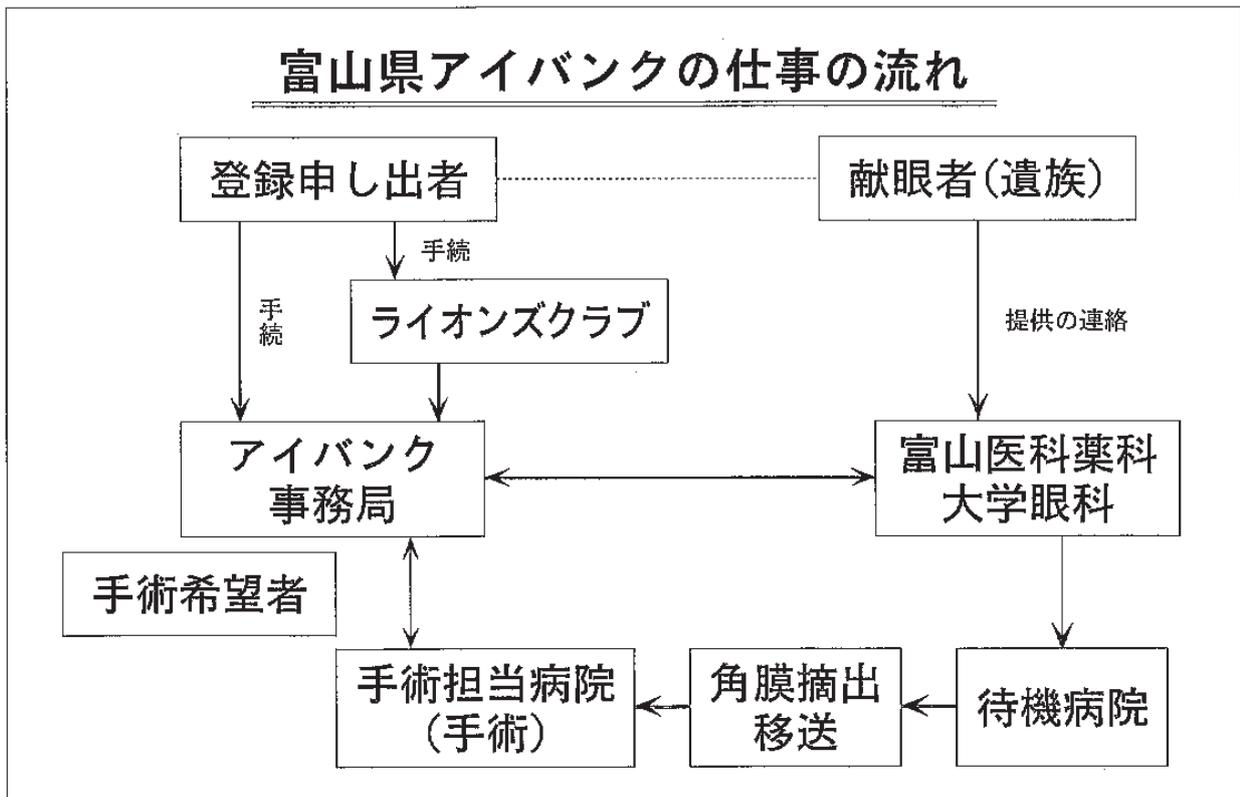 富山県アイバンクの仕事の流れ
登録申し出者
献眼者(遺族)
手続
手続
ライオンズクラブ
提供の連絡
アイバンク
事務局
富山医科薬科
大学眼科
手術希望者
手術担当病院
(手術)
角膜摘出
移送
待機病院